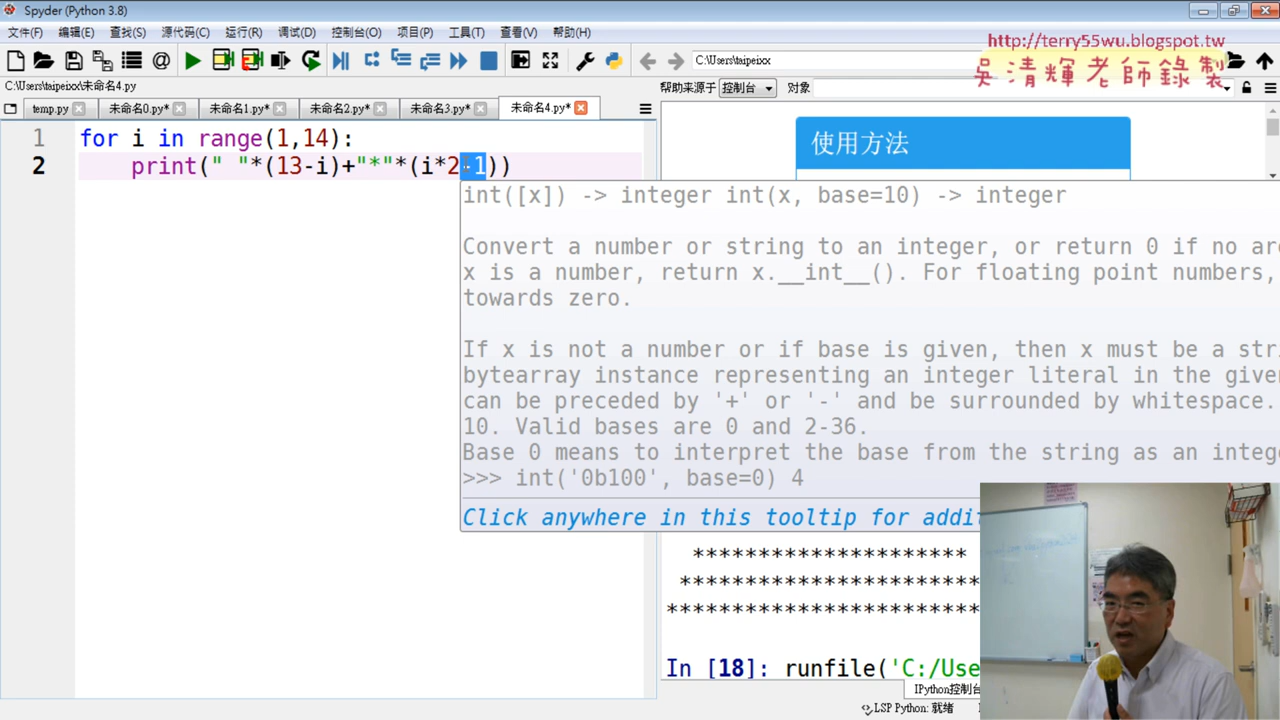 Spyder (Python 3.8)
文件(F) 编辑(E) 查找(S) 源代码(C) 运行(R) 调试(D) 控制台(O) 项目(P) 工具(T) 查看(V) 帮助(H)
http://terry55wu.blogspot.tw
吳清輝老師錄製
C:\Users\taipeixx
C:\Users\taipeixx\未命名4.py
帮助来源于 控制台 对象
temp.py 未命名0.py* 未命名1.py* 未命名2.py* 未命名3.py* 未命名4.py*
1 for i in range(1,14):
2 print(" "*(13-i)+"*"*(i*2-1))
使用方法
int([x]) -> integer int(x, base=10) -> integer
Convert a number or string to an integer, or return 0 if no ar
x is a number, return x.__int__(). For floating point numbers,
towards zero.
If x is not a number or if base is given, then x must be a str
bytearray instance representing an integer literal in the give
can be preceded by '+' or '-' and be surrounded by whitespace.
10. Valid bases are 0 and 2-36.
Base 0 means to interpret the base from the string as an integ
>>> int('0b100', base=0) 4
Click anywhere in this tooltip for addi
*********************
***********************
************************
In [18]: runfile('C:/Use
IPython控制台
LSP Python: 就绪